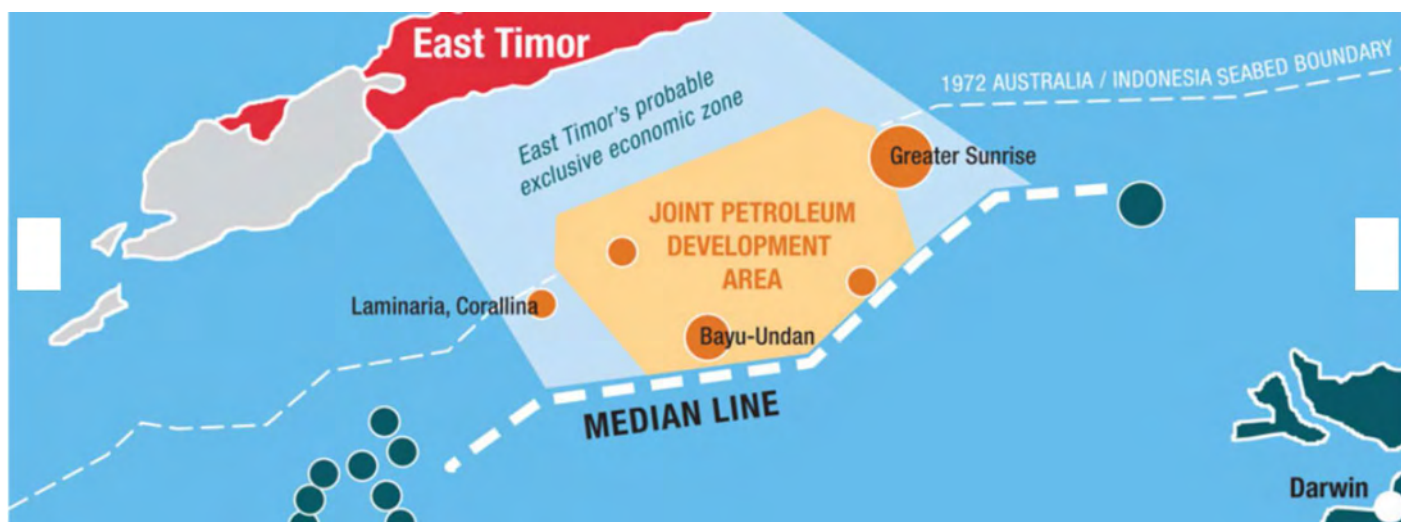 East Timor
1972 AUSTRALIA / INDONESIA SEABED BOUNDARY
East Timor's probable
exclusive economic zone
Greater Sunrise
JOINT PETROLEUM
DEVELOPMENT
AREA
Laminaria, Corallina
Bayu-Undan
MEDIAN LINE
Darwin